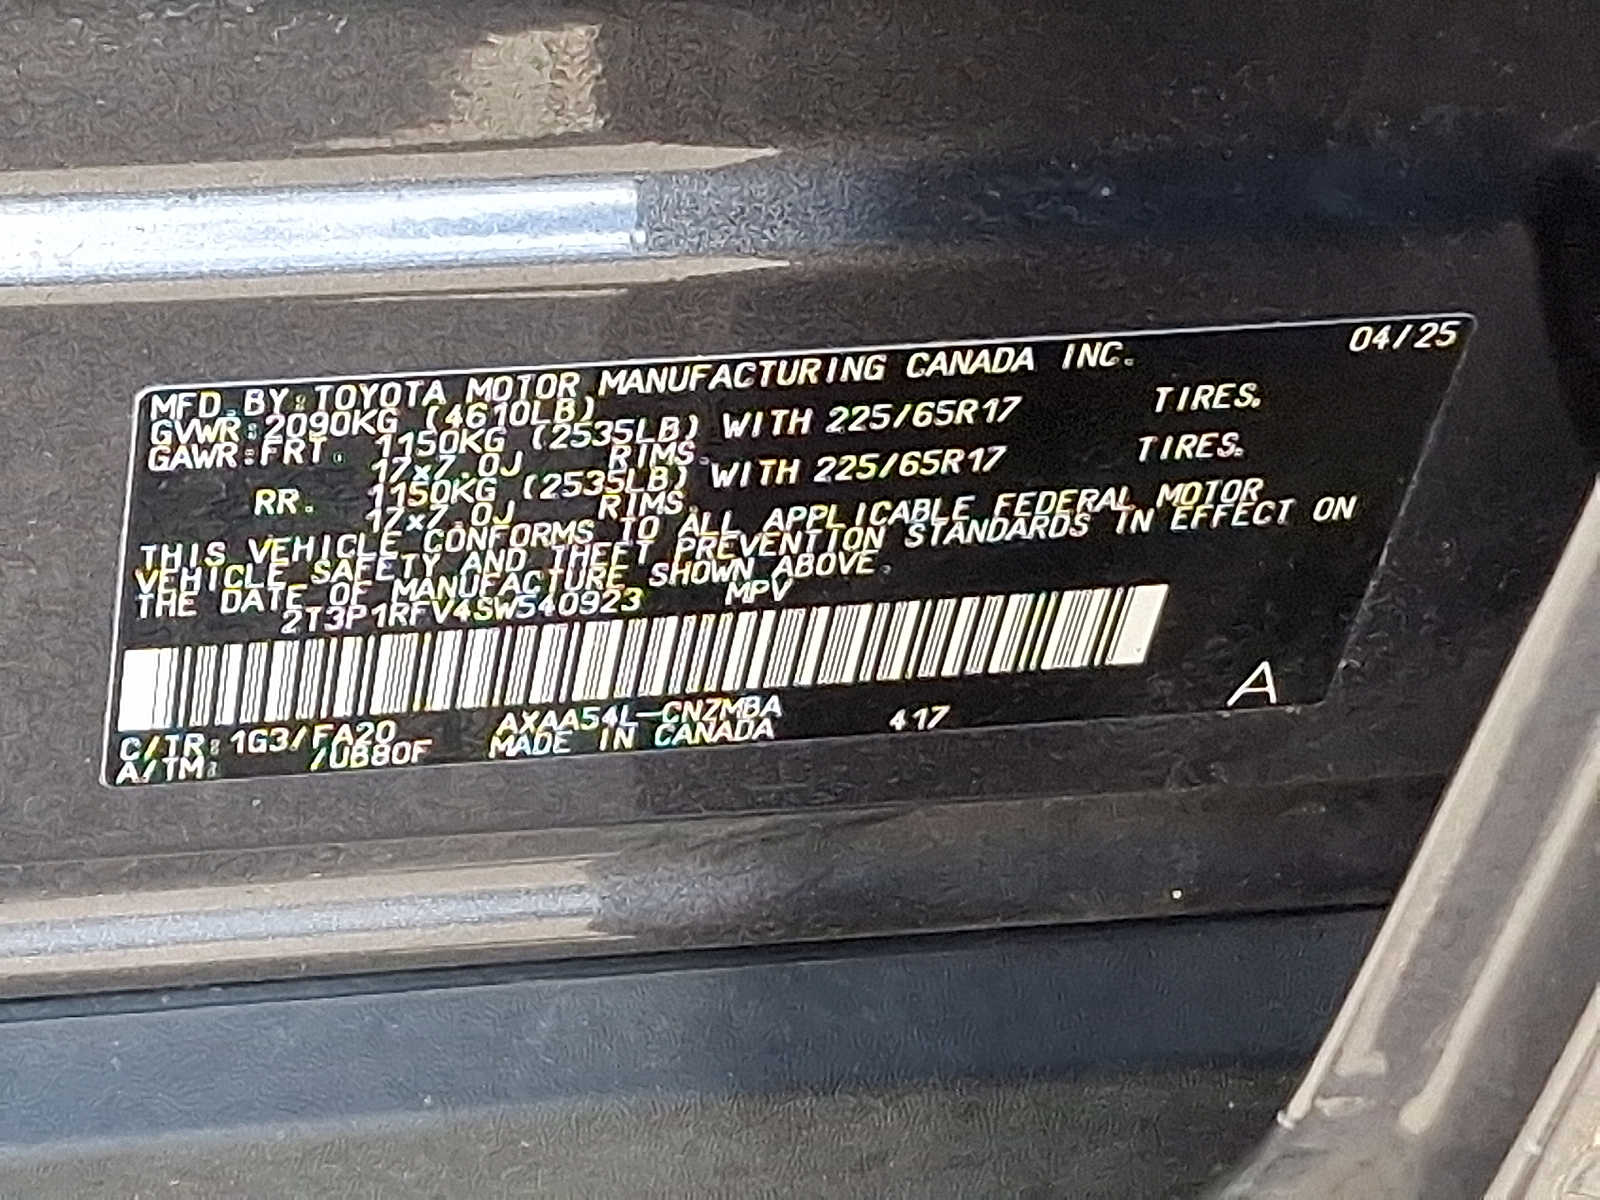 04/25
MFD.BY:TOYOTA MOTOR MANUFACTURING CANADA INC.
GVWR:2090KG (4610LB)
GAWR:FRT. 1150KG (2535LB) WITH 225/65R17 TIRES.
17x7.0J RIMS.
RR. 1150KG (2535LB) WITH 225/65R17 TIRES.
17x7.0J RIMS.
THIS VEHICLE CONFORMS TO ALL APPLICABLE FEDERAL MOTOR
VEHICLE SAFETY AND THEFT PREVENTION STANDARDS IN EFFECT ON
THE DATE OF MANUFACTURE SHOWN ABOVE.
2T3P1RFV4SW540923 MPV
C/TR:1G3/FA20 AXAA54L-CNZMBA 417 A
A/TM: /UB80F MADE IN CANADA